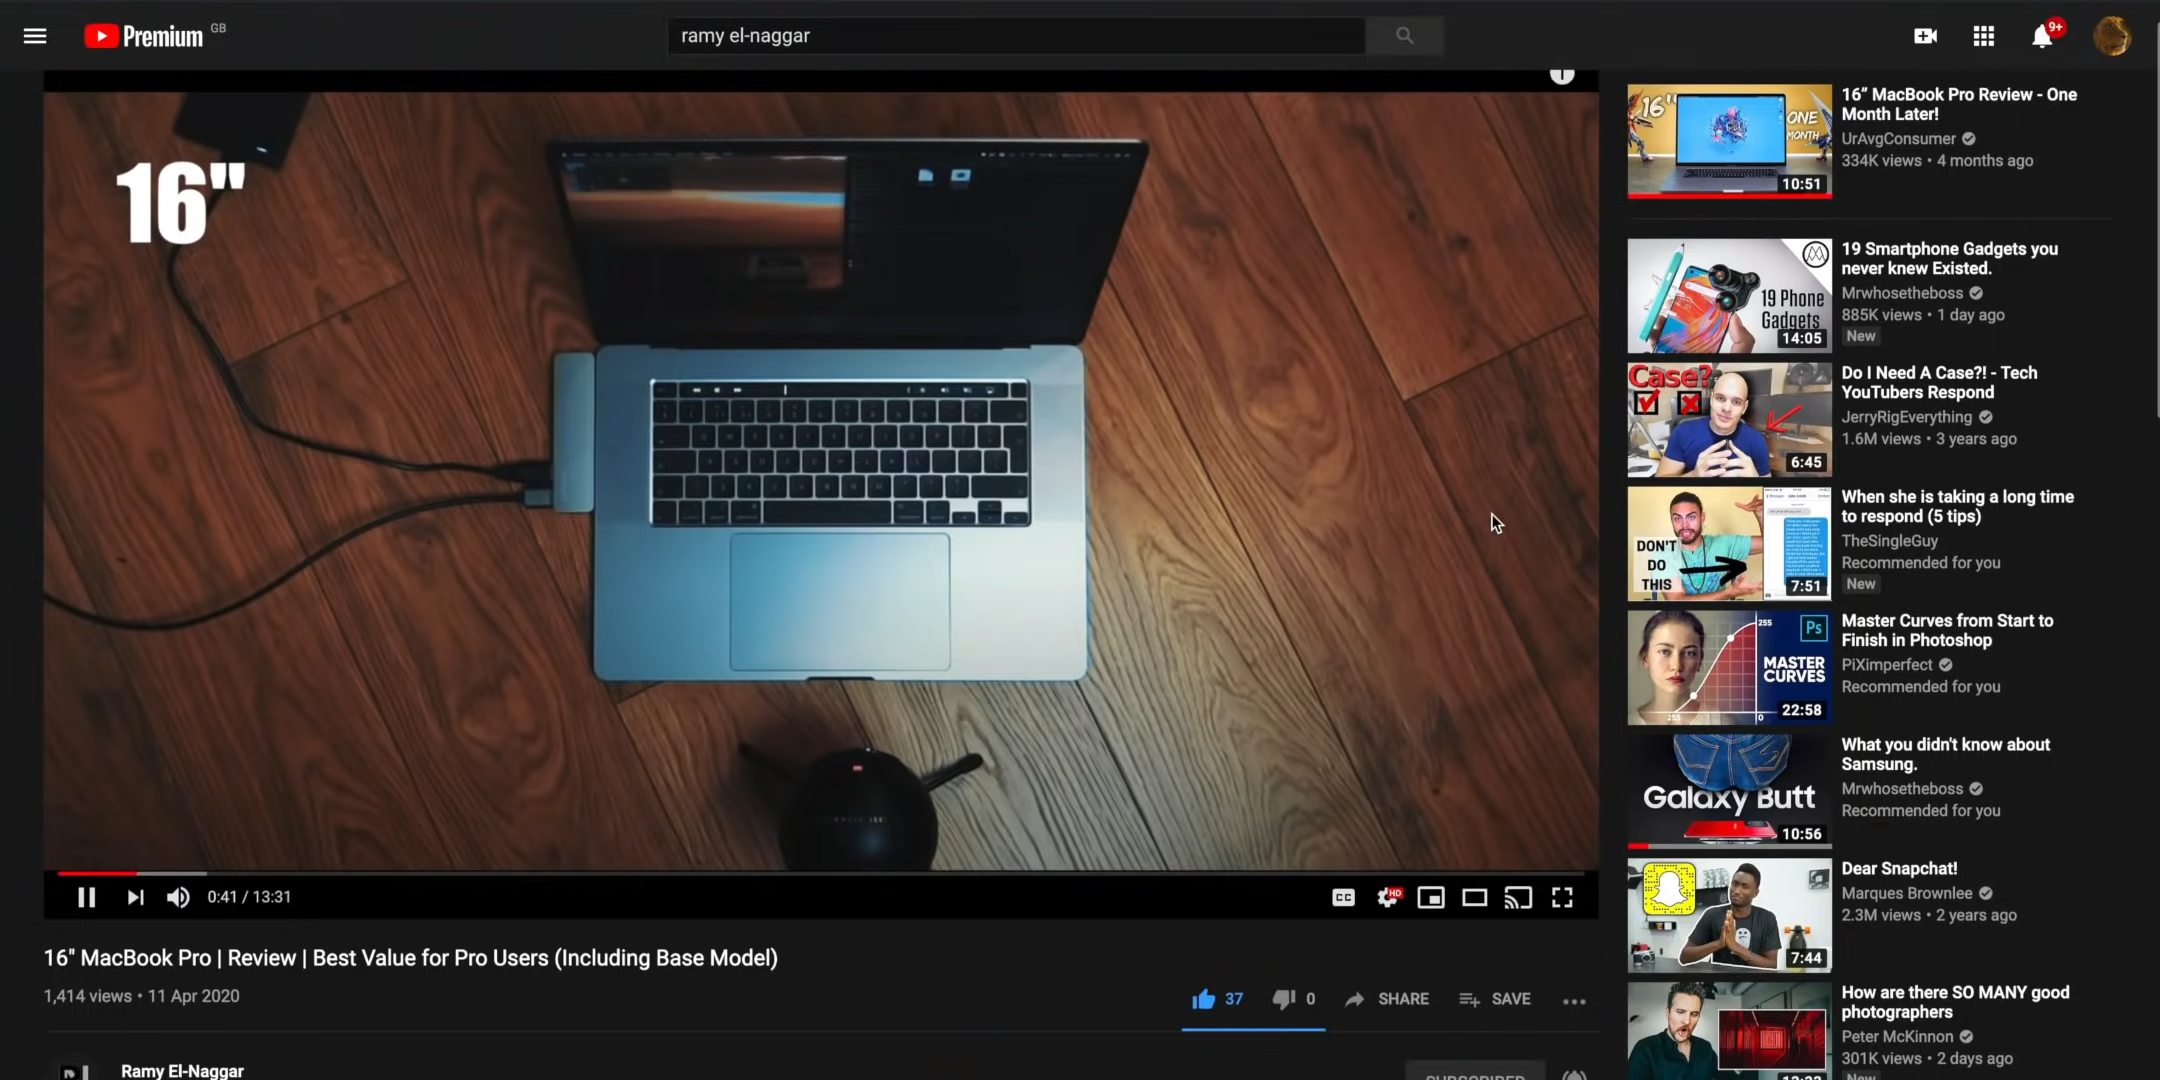 Premium GB
ramy el-naggar
9+
16"
0:41 / 13:31
CC
HD
16" MacBook Pro | Review | Best Value for Pro Users (Including Base Model)
1,414 views • 11 Apr 2020
37
0
SHARE
SAVE
Ramy El-Naggar
SUBSCRIBED
16"
ONE
MONTH
10:51
16” MacBook Pro Review - One
Month Later!
UrAvgConsumer
334K views • 4 months ago
19 Phone
Gadgets
14:05
19 Smartphone Gadgets you
never knew Existed.
Mrwhosetheboss
885K views • 1 day ago
New
Case?
6:45
Do I Need A Case?! - Tech
YouTubers Respond
JerryRigEverything
1.6M views • 3 years ago
DON'T
DO
THIS
7:51
When she is taking a long time
to respond (5 tips)
TheSingleGuy
Recommended for you
New
255
Ps
MASTER
CURVES
255
0
22:58
Master Curves from Start to
Finish in Photoshop
PiXimperfect
Recommended for you
Galaxy Butt
10:56
What you didn't know about
Samsung.
Mrwhosetheboss
Recommended for you
7:44
Dear Snapchat!
Marques Brownlee
2.3M views • 2 years ago
How are there SO MANY good
photographers
Peter McKinnon
301K views • 2 days ago
New